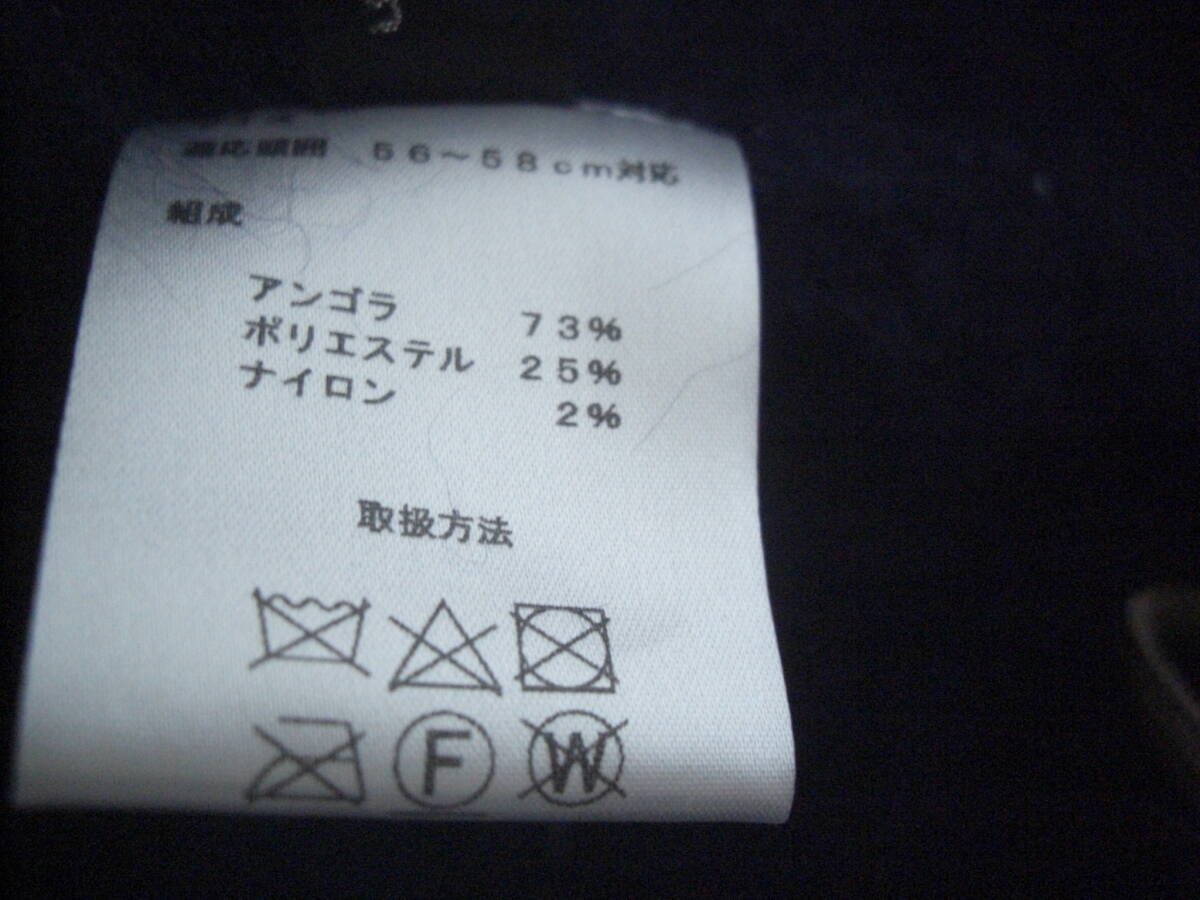 適応頭囲 56～58cm対応
組成
アンゴラ 73%
ポリエステル 25%
ナイロン 2%
取扱方法
F W